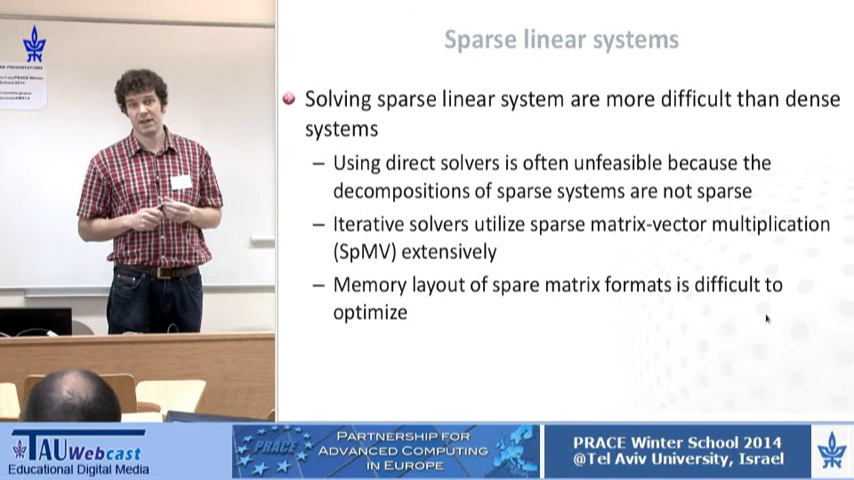 Sparse linear systems
Solving sparse linear system are more difficult than dense
systems
– Using direct solvers is often unfeasible because the
decompositions of sparse systems are not sparse
– Iterative solvers utilize sparse matrix-vector multiplication
(SpMV) extensively
– Memory layout of spare matrix formats is difficult to
optimize
TAU Webcast
Educational Digital Media
PRACE
PARTNERSHIP FOR
ADVANCED COMPUTING
IN EUROPE
PRACE Winter School 2014
@Tel Aviv University, Israel